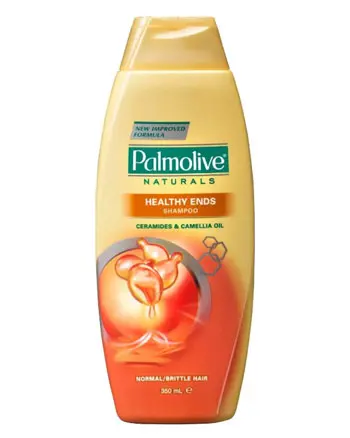 NEW IMPROVED
FORMULA
Palmolive
NATURALS
HEALTHY ENDS
SHAMPOO
CERAMIDES & CAMELLIA OIL
NORMAL/BRITTLE HAIR
350 mL ℮